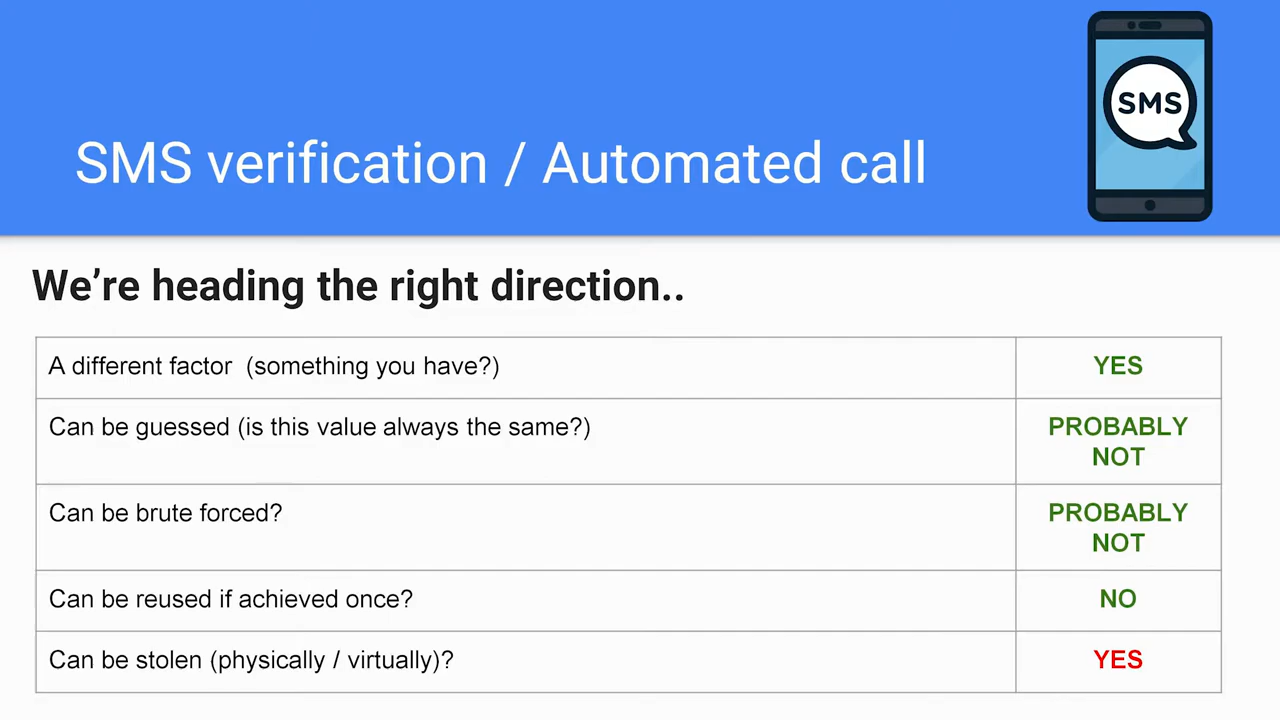 SMS
SMS verification / Automated call
We’re heading the right direction..
A different factor (something you have?)
YES
Can be guessed (is this value always the same?)
PROBABLY
NOT
Can be brute forced?
PROBABLY
NOT
Can be reused if achieved once?
NO
Can be stolen (physically / virtually)?
YES